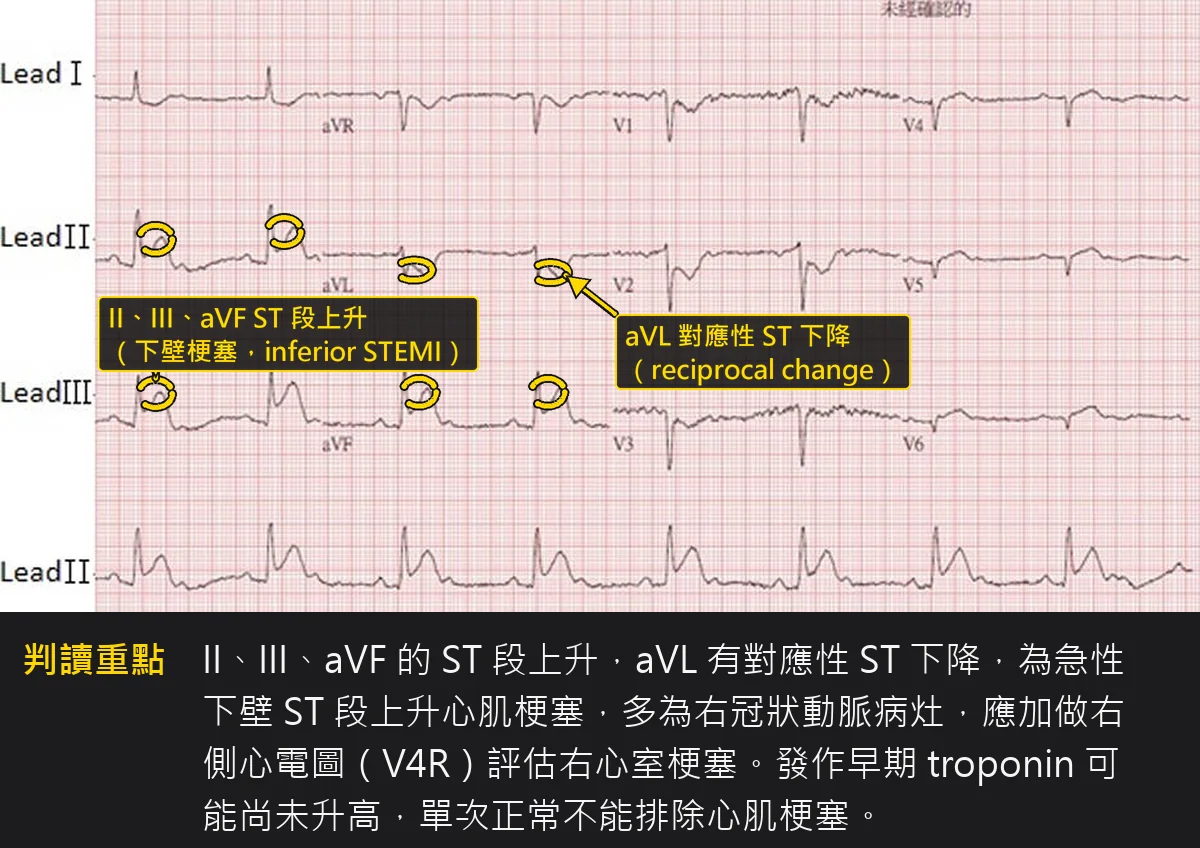 未經確認的
Lead I
aVR
V1
V4
Lead II
aVL
V2
V5
II、III、aVF ST 段上升
（下壁梗塞，inferior STEMI）
aVL 對應性 ST 下降
（reciprocal change）
Lead III
aVF
V3
V6
Lead II
判讀重點
II、III、aVF 的 ST 段上升，aVL 有對應性 ST 下降，為急性
下壁 ST 段上升心肌梗塞，多為右冠狀動脈病灶，應加做右
側心電圖（V4R）評估右心室梗塞。發作早期 troponin 可
能尚未升高，單次正常不能排除心肌梗塞。